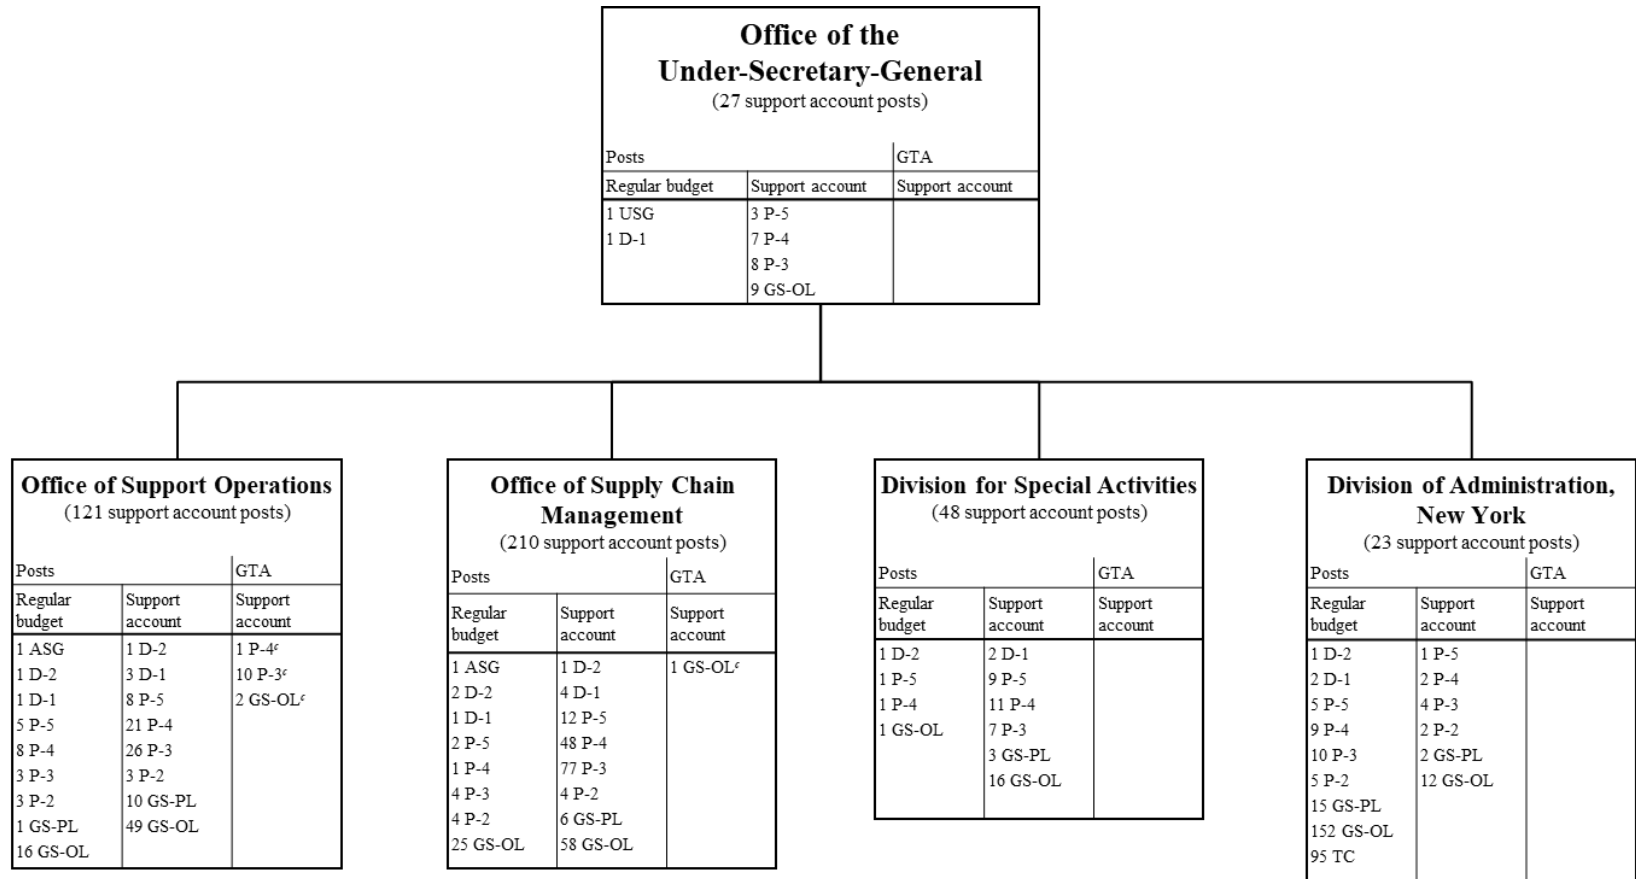 Office of the
Under-Secretary-General
(27 support account posts)
Posts GTA
Regular budget Support account Support account
1 USG 3 P-5
1 D-1 7 P-4
8 P-3
9 GS-OL
Office of Support Operations
(121 support account posts)
Posts GTA
Regular Support Support
budget account account
1 ASG 1 D-2 1 P-4ᶜ
1 D-2 3 D-1 10 P-3ᶜ
1 D-1 8 P-5 2 GS-OLᶜ
5 P-5 21 P-4
8 P-4 26 P-3
3 P-3 3 P-2
3 P-2 10 GS-PL
1 GS-PL 49 GS-OL
16 GS-OL
Office of Supply Chain
Management
(210 support account posts)
Posts GTA
Regular Support Support
budget account account
1 ASG 1 D-2 1 GS-OLᶜ
2 D-2 4 D-1
1 D-1 12 P-5
2 P-5 48 P-4
1 P-4 77 P-3
4 P-3 4 P-2
4 P-2 6 GS-PL
25 GS-OL 58 GS-OL
Division for Special Activities
(48 support account posts)
Posts GTA
Regular Support Support
budget account account
1 D-2 2 D-1
1 P-5 9 P-5
1 P-4 11 P-4
1 GS-OL 7 P-3
3 GS-PL
16 GS-OL
Division of Administration,
New York
(23 support account posts)
Posts GTA
Regular Support Support
budget account account
1 D-2 1 P-5
2 D-1 2 P-4
5 P-5 4 P-3
9 P-4 2 P-2
10 P-3 2 GS-PL
5 P-2 12 GS-OL
15 GS-PL
152 GS-OL
95 TC